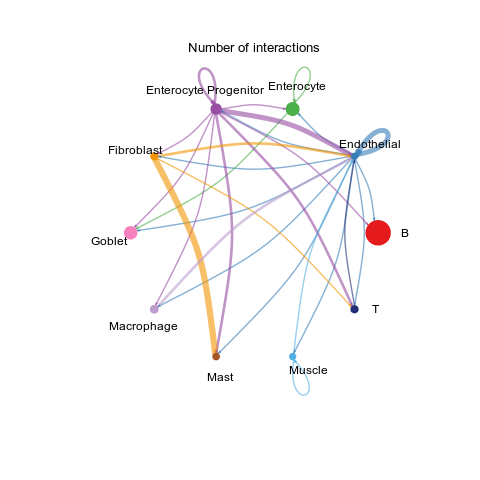 Number of interactions
Enterocyte
Enterocyte Progenitor
Endothelial
Fibroblast
B
Goblet
T
Macrophage
Muscle
Mast